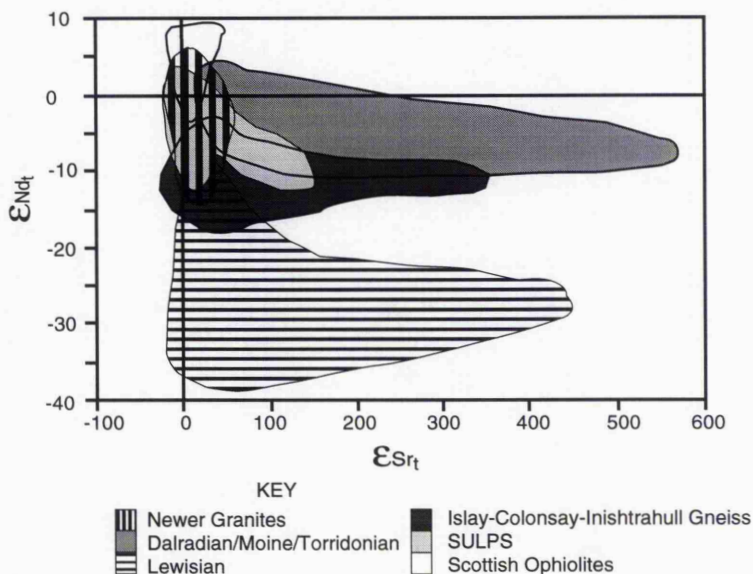 10
0
-10
-20
-30
-40
εNdt
-100 0 100 200 300 400 500 600
εSrt
KEY
Newer Granites
Dalradian/Moine/Torridonian
Lewisian
Islay-Colonsay-Inishtrahull Gneiss
SULPS
Scottish Ophiolites